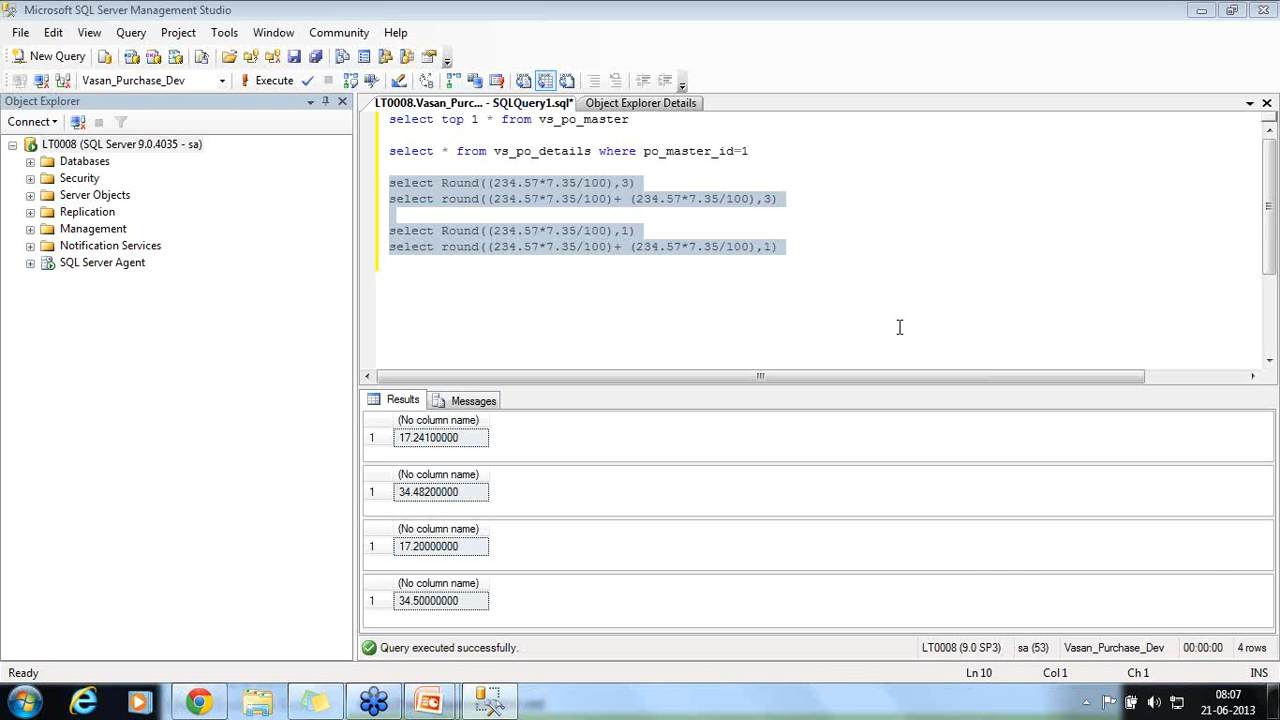 Microsoft SQL Server Management Studio
File Edit View Query Project Tools Window Community Help
New Query
Vasan_Purchase_Dev Execute
Object Explorer
LT0008.Vasan_Purc... - SQLQuery1.sql* Object Explorer Details
Connect
LT0008 (SQL Server 9.0.4035 - sa)
Databases
Security
Server Objects
Replication
Management
Notification Services
SQL Server Agent
select top 1 * from vs_po_master
select * from vs_po_details where po_master_id=1
select Round((234.57*7.35/100),3)
select round((234.57*7.35/100)+ (234.57*7.35/100),3)
select Round((234.57*7.35/100),1)
select round((234.57*7.35/100)+ (234.57*7.35/100),1)
Results Messages
(No column name)
1 17.24100000
(No column name)
1 34.48200000
(No column name)
1 17.20000000
(No column name)
1 34.50000000
Query executed successfully. LT0008 (9.0 SP3) sa (53) Vasan_Purchase_Dev 00:00:00 4 rows
Ready Ln 10 Col 1 Ch 1 INS
08:07
21-06-2013